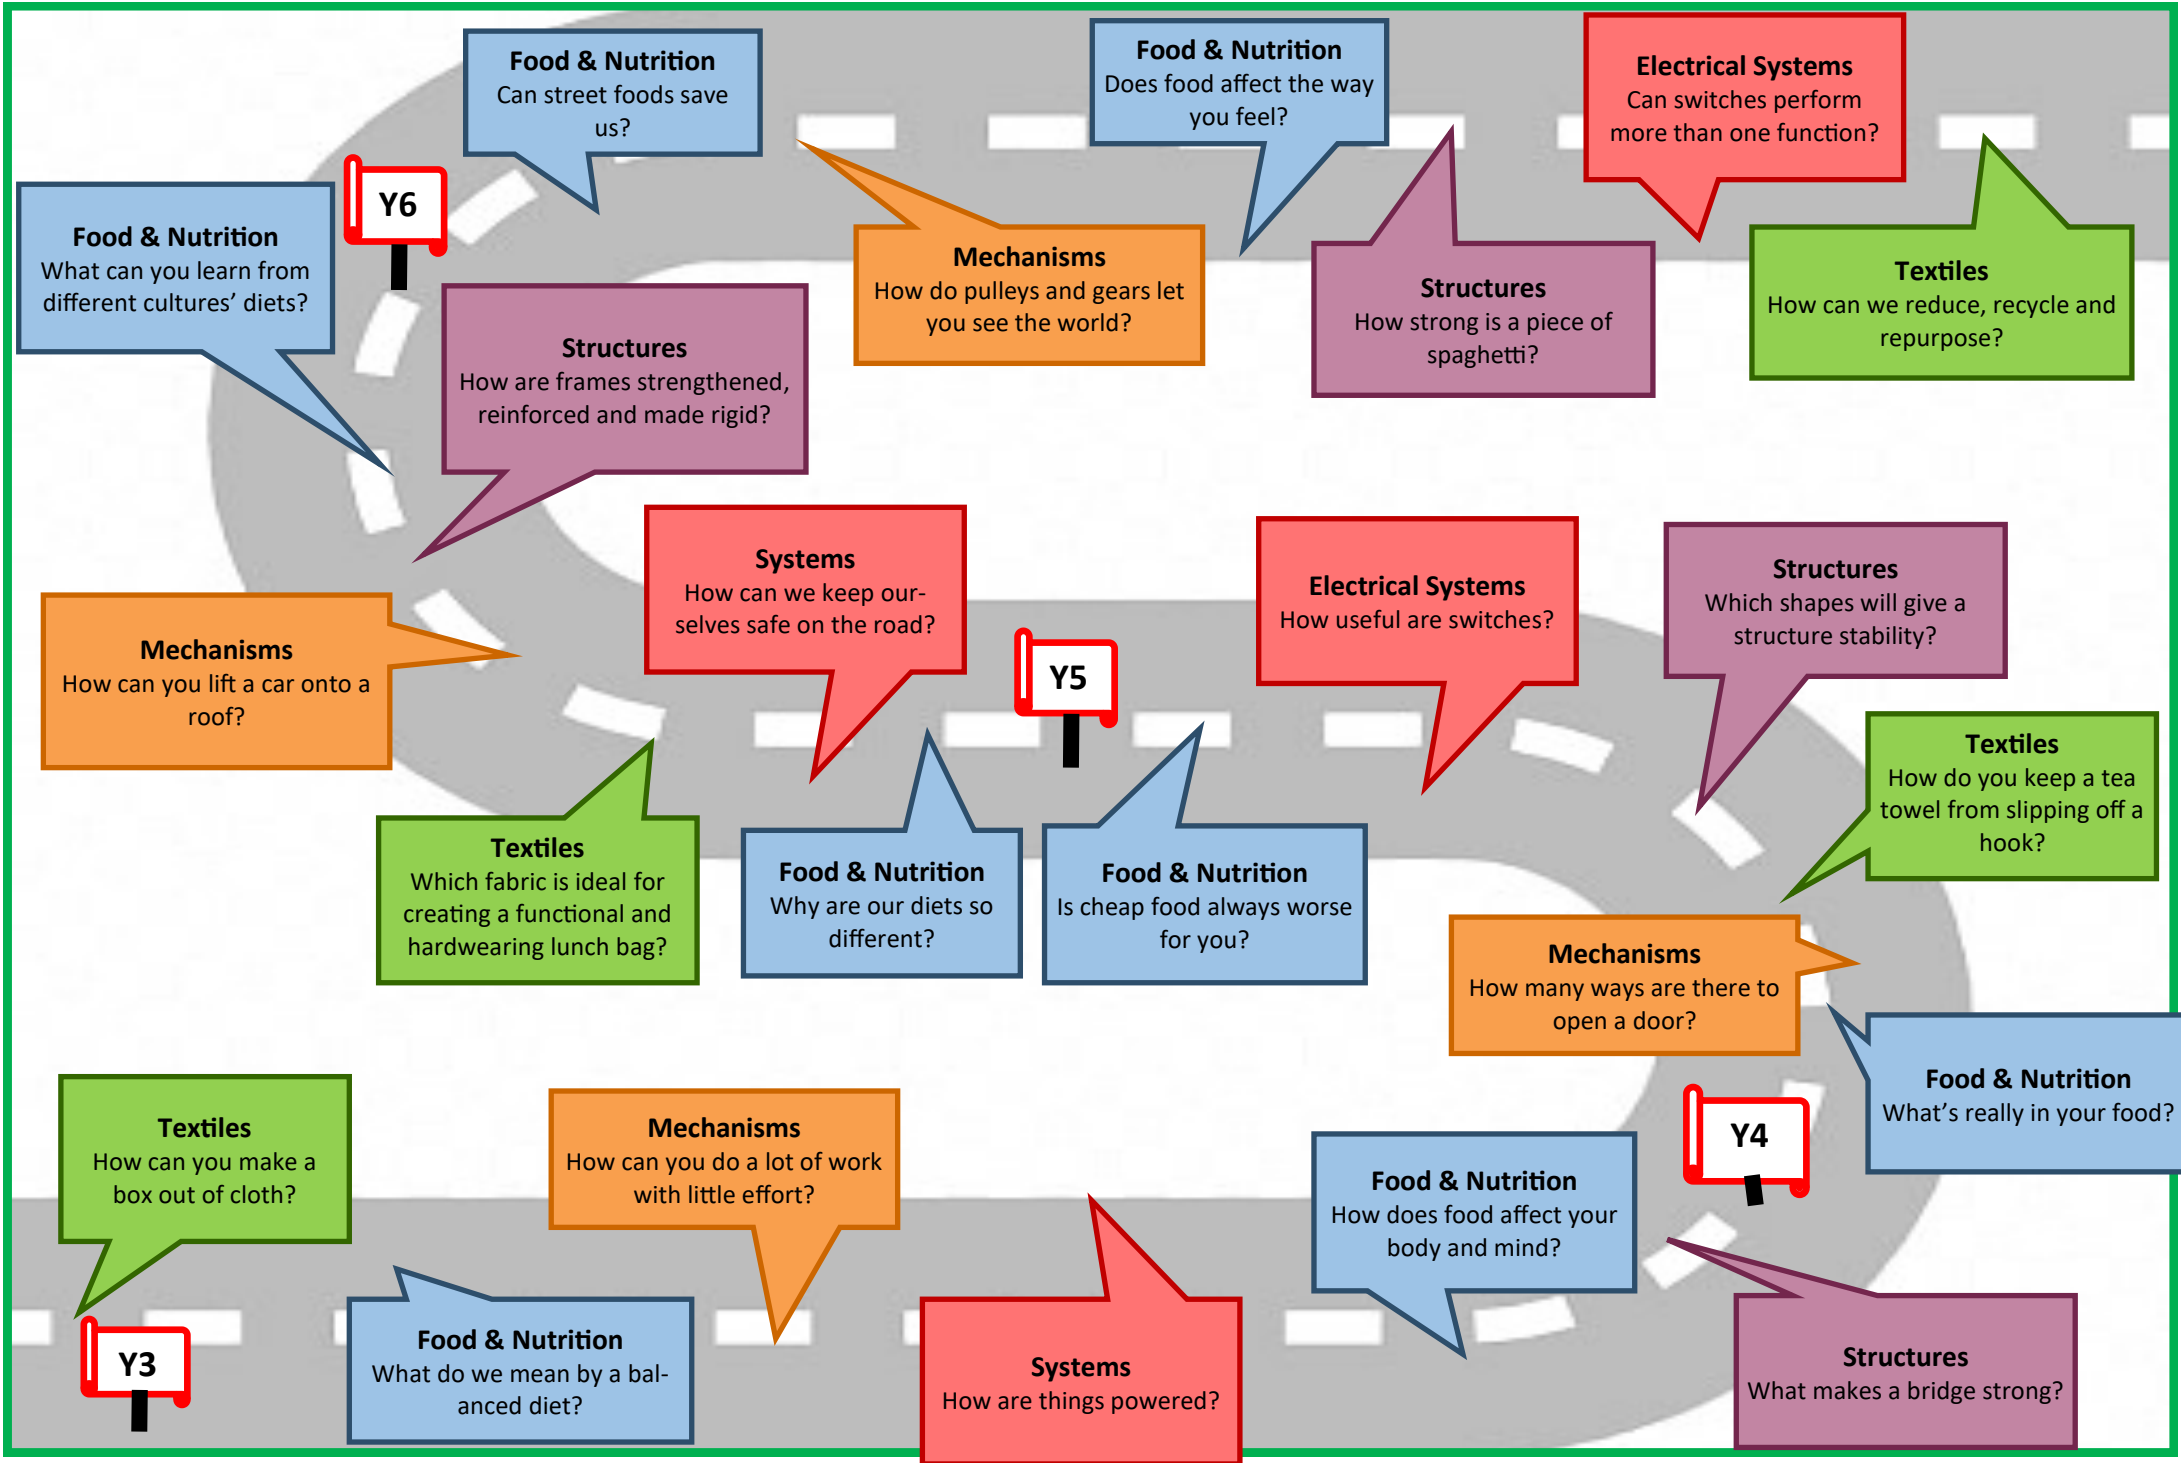 Food & Nutrition
Can street foods save
us?
Food & Nutrition
Does food affect the way
you feel?
Electrical Systems
Can switches perform
more than one function?
Y6
Food & Nutrition
What can you learn from
different cultures’ diets?
Mechanisms
How do pulleys and gears let
you see the world?
Structures
How strong is a piece of
spaghetti?
Textiles
How can we reduce, recycle and
repurpose?
Structures
How are frames strengthened,
reinforced and made rigid?
Systems
How can we keep our-
selves safe on the road?
Electrical Systems
How useful are switches?
Structures
Which shapes will give a
structure stability?
Mechanisms
How can you lift a car onto a
roof?
Y5
Textiles
How do you keep a tea
towel from slipping off a
hook?
Textiles
Which fabric is ideal for
creating a functional and
hardwearing lunch bag?
Food & Nutrition
Why are our diets so
different?
Food & Nutrition
Is cheap food always worse
for you?
Mechanisms
How many ways are there to
open a door?
Food & Nutrition
What’s really in your food?
Y4
Textiles
How can you make a
box out of cloth?
Mechanisms
How can you do a lot of work
with little effort?
Food & Nutrition
How does food affect your
body and mind?
Y3
Food & Nutrition
What do we mean by a bal-
anced diet?
Systems
How are things powered?
Structures
What makes a bridge strong?